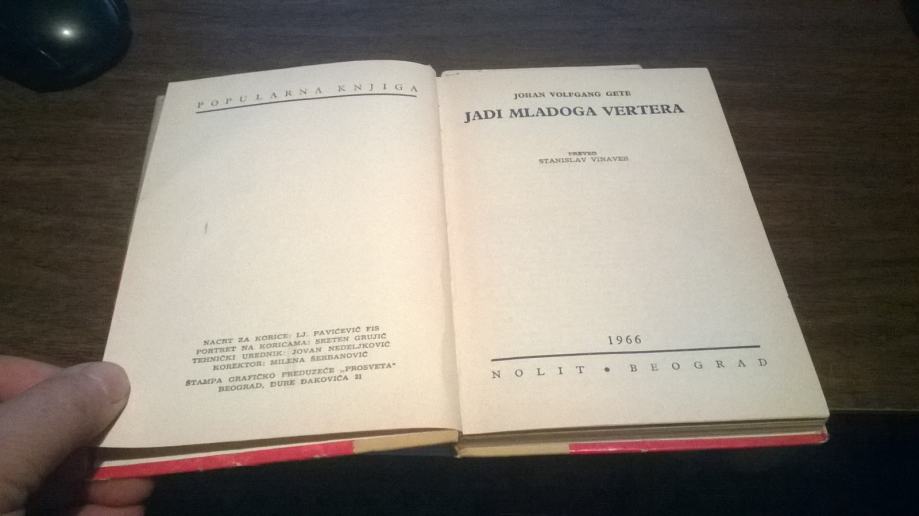 POPULARNA KNJIGA
NACRT ZA KORICE: LJ. PAVIĆEVIĆ FIS
PORTRET NA KORICAMA: SRETEN GRUJIĆ
TEHNIČKI UREDNIK: JOVAN NEDELJKOVIĆ
KOREKTOR: MILENA ŠERBANOVIĆ
ŠTAMPA GRAFIČKO PREDUZEĆE „PROSVETA"
BEOGRAD, ĐURE ĐAKOVIĆA 21
JOHAN VOLFGANG GETE
JADI MLADOGA VERTERA
PREVEO
STANISLAV VINAVER
1966
NOLIT • BEOGRAD